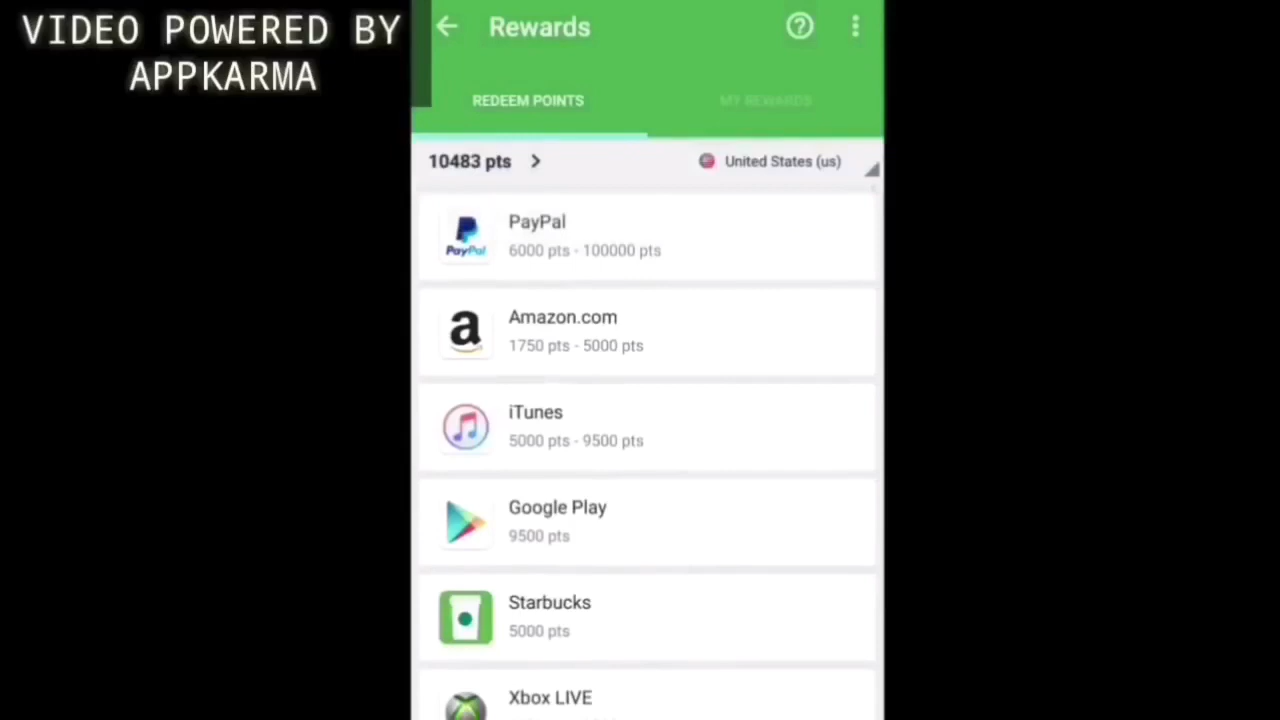 VIDEO POWERED BY
APPKARMA
Rewards
REDEEM POINTS
MY REWARDS
10483 pts
United States (us)
PayPal
PayPal
6000 pts - 100000 pts
a
Amazon.com
1750 pts - 5000 pts
iTunes
5000 pts - 9500 pts
Google Play
9500 pts
Starbucks
5000 pts
Xbox LIVE